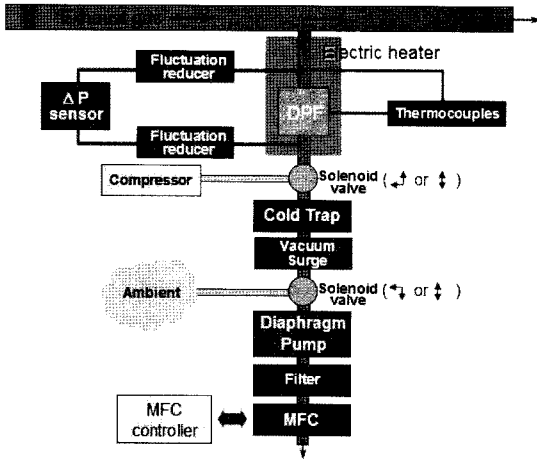 Electric heater
Fluctuation
reducer
Δ P
sensor
DPF
Thermocouples
Fluctuation
reducer
Compressor
Solenoid
valve ( or )
Cold Trap
Vacuum
Surge
Ambient
Solenoid
valve ( or )
Diaphragm
Pump
Filter
MFC
controller
MFC